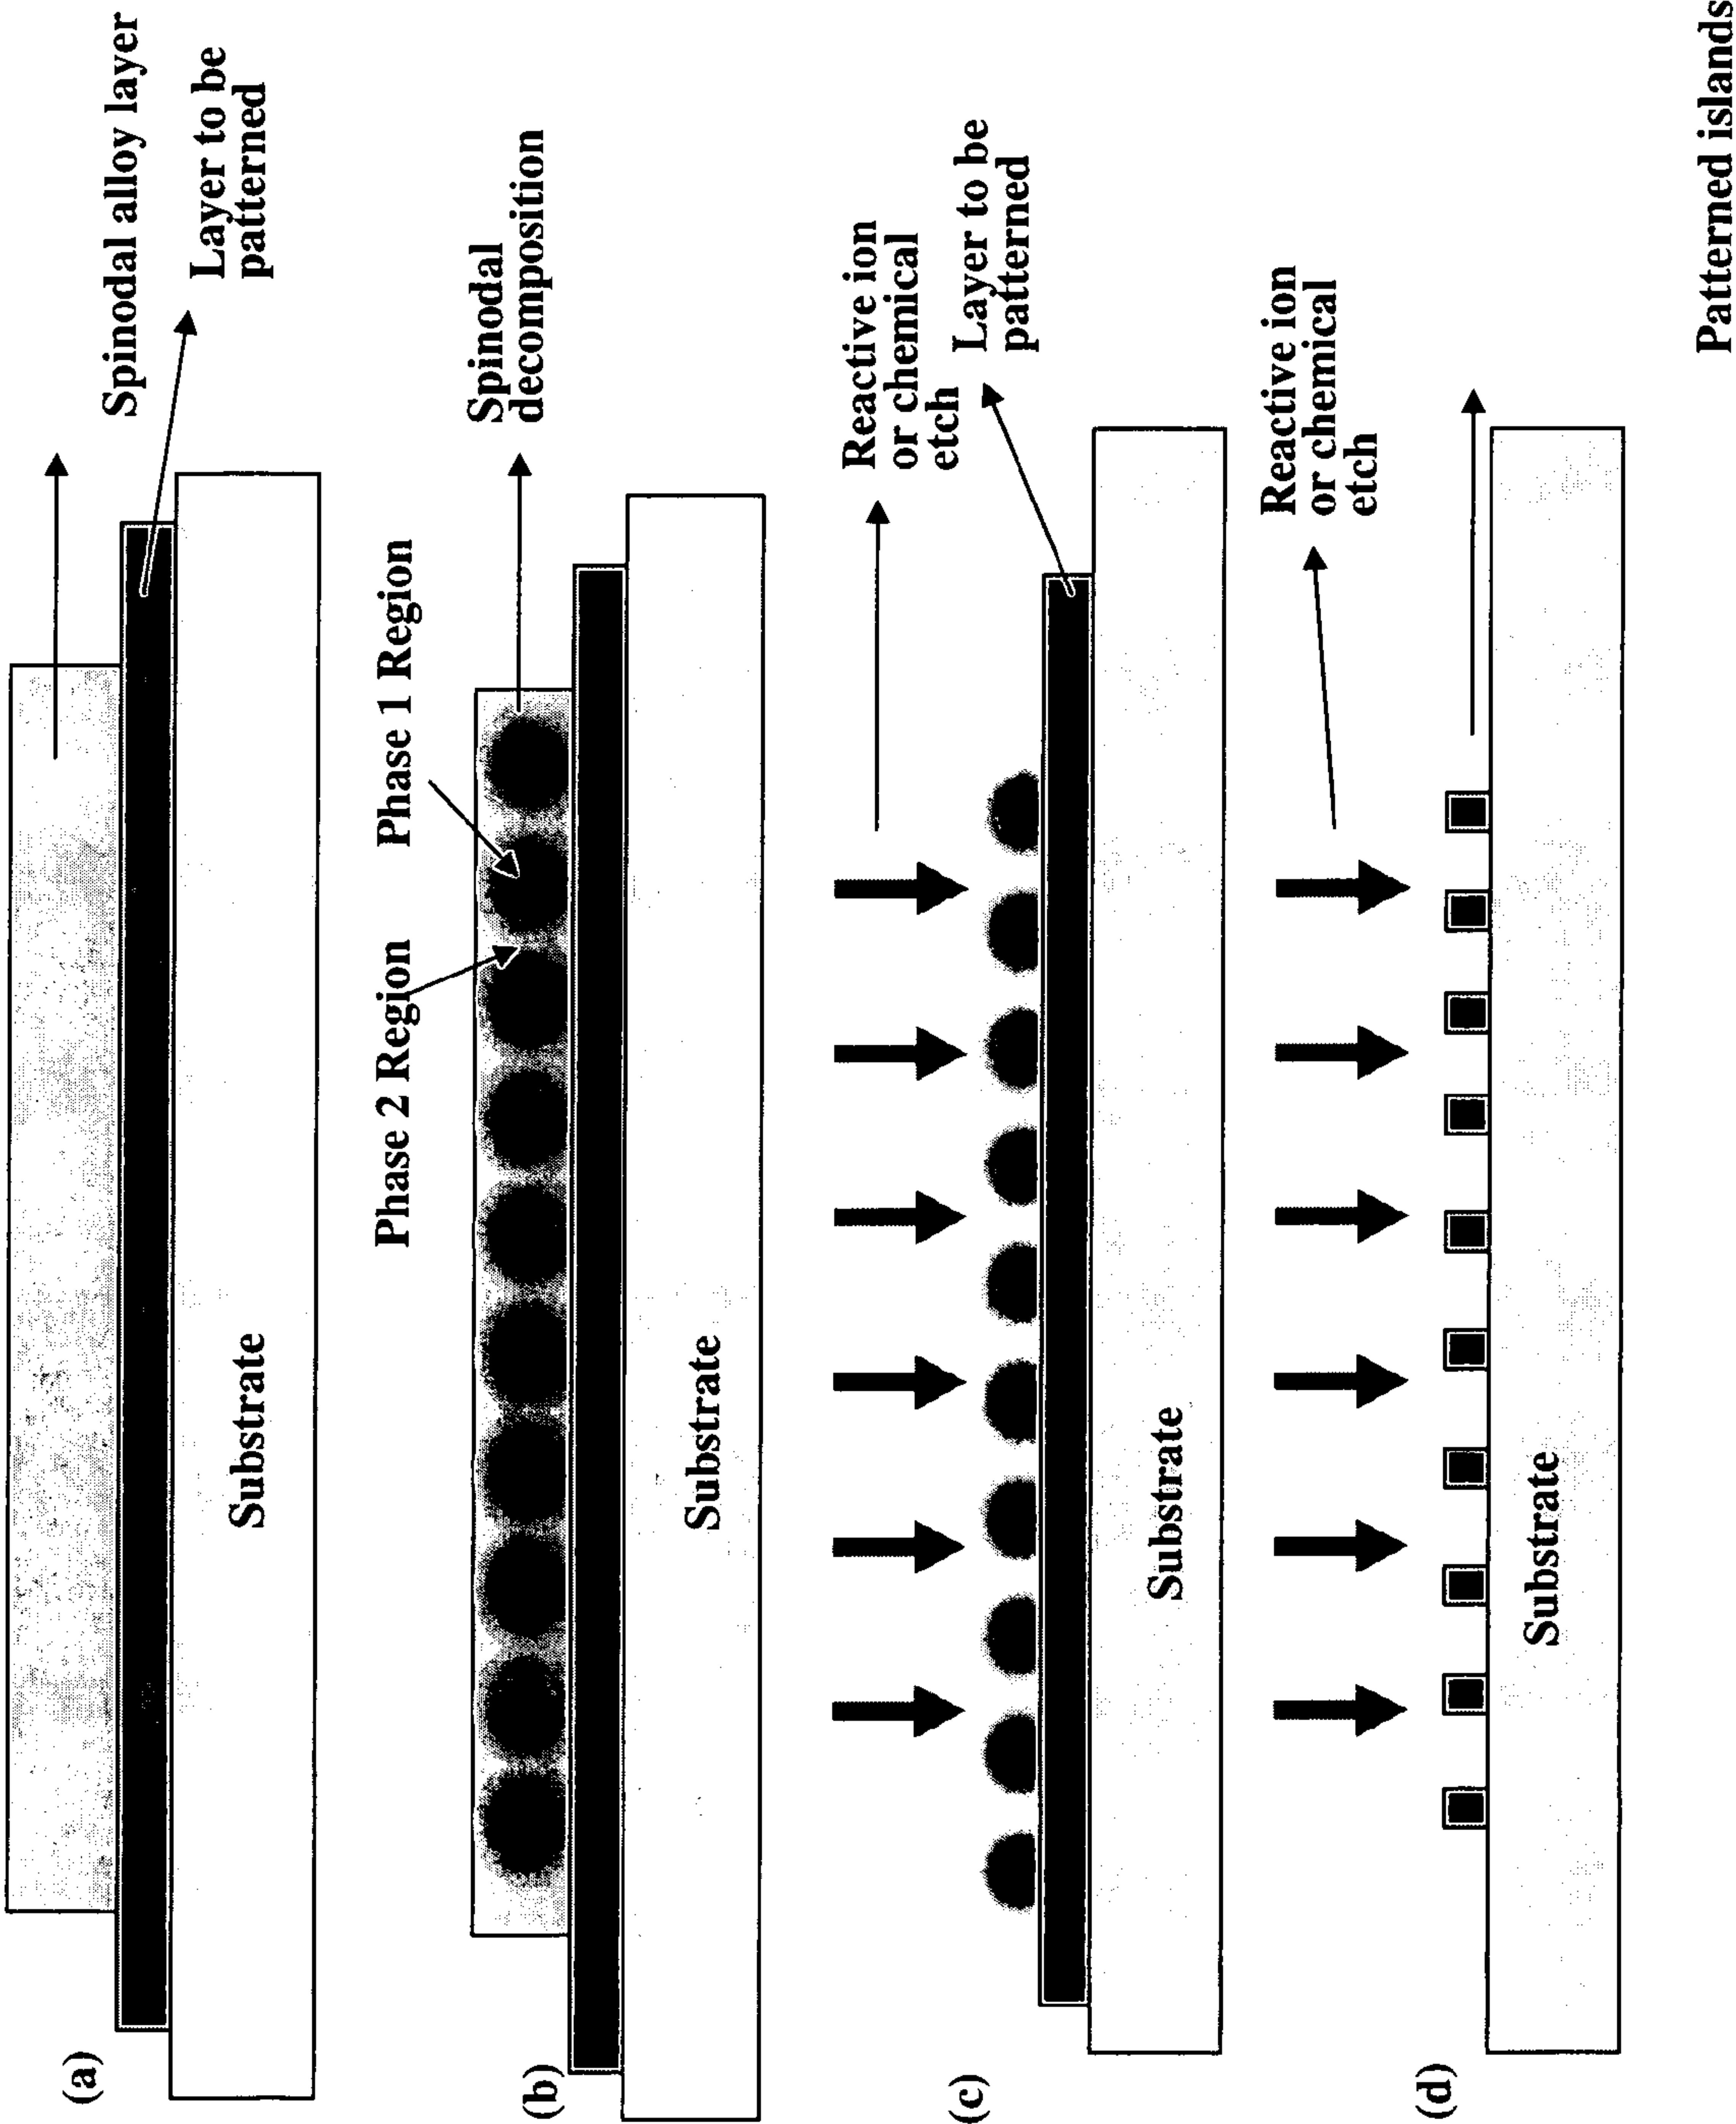 (a)
Spinodal alloy layer
Layer to be
patterned
Substrate
(b)
Phase 2 Region
Phase 1 Region
Spinodal
decomposition
Substrate
(c)
Reactive ion
or chemical
etch
Layer to be
patterned
Substrate
(d)
Reactive ion
or chemical
etch
Substrate
Patterned islands